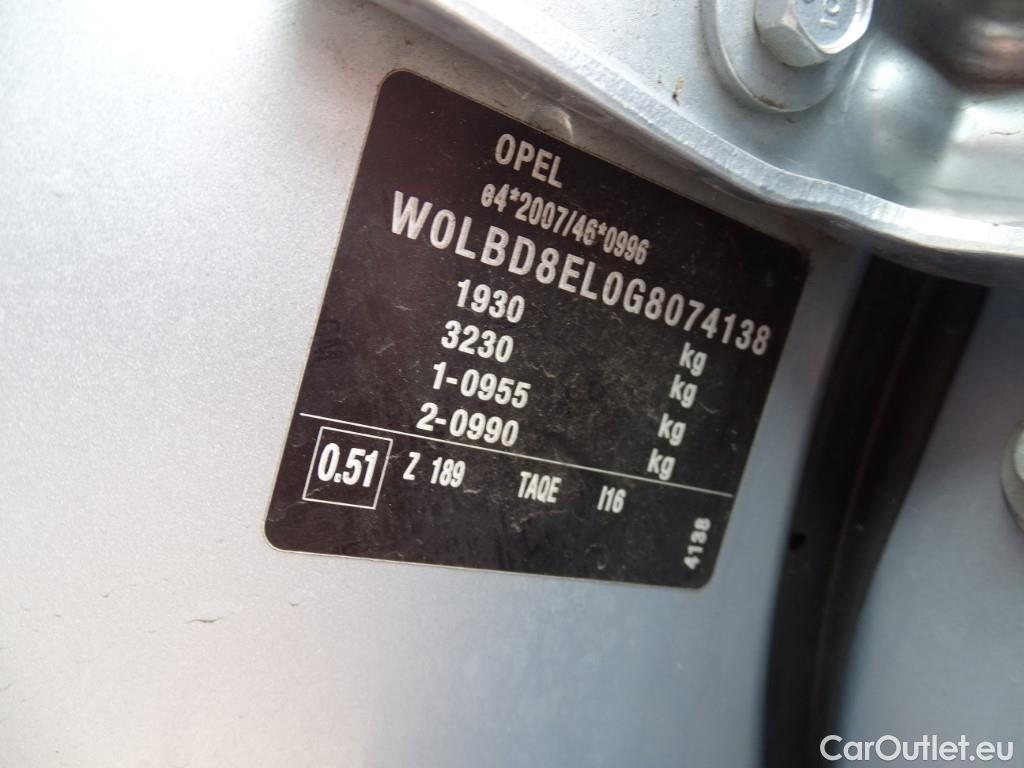 OPEL
e4*2007/46*0996
W0LBD8EL0G8074138
1930 kg
3230 kg
1-0955 kg
2-0990 kg
0.51 Z 189 TAQE I16
4138
CarOutlet.eu